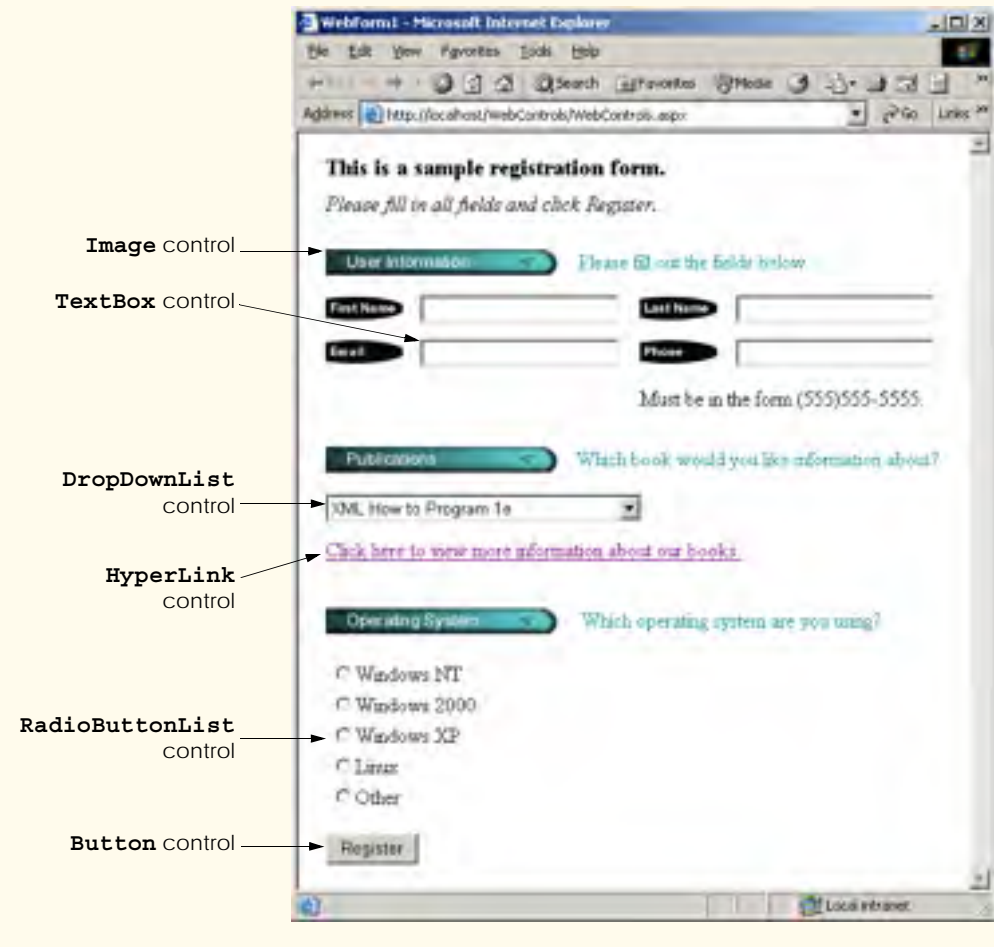 WebForm1 - Microsoft Internet Explorer
File Edit View Favorites Tools Help
Search Favorites Media
Address http://localhost/WebControls/WebControls.aspx Go Links
This is a sample registration form.
Please fill in all fields and click Register.
Image control
User Information Please fill out the fields below
TextBox control
First Name Last Name
Email Phone
Must be in the form (555)555-5555.
Publications Which book would you like information about?
DropDownList
control
XML How to Program 1e
Click here to view more information about our books.
HyperLink
control
Operating System Which operating system are you using?
Windows NT
Windows 2000
RadioButtonList
control
Windows XP
Linux
Other
Button control
Register
Local intranet